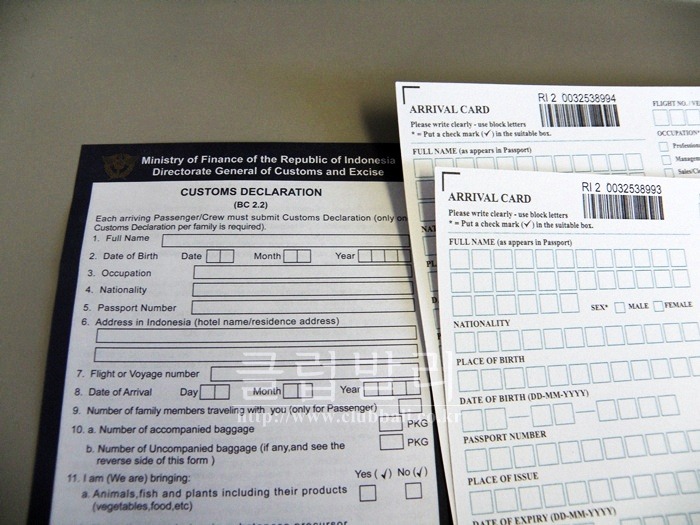 Ministry of Finance of the Republic of Indonesia
Directorate General of Customs and Excise
CUSTOMS DECLARATION
(BC 2.2)
Each arriving Passenger/Crew must submit Customs Declaration (only on
Customs Declaration per family is required).
1. Full Name
2. Date of Birth Date Month Year
3. Occupation
4. Nationality
5. Passport Number
6. Address in Indonesia (hotel name/residence address)
7. Flight or Voyage number
8. Date of Arrival Day Month Year
9. Number of family members traveling with you (only for Passenger)
10. a. Number of accompanied baggage PKG
b. Number of Uncompanied baggage (if any,and see the PKG
reverse side of this form )
11. I am (We are) bringing: Yes (✓) No (✓)
a. Animals,fish and plants including their products
(vegetables,food,etc)
클럽발리
http://www.clubbali.co.kr
ARRIVAL CARD
RI 2 0032538994
Please write clearly - use block letters
* = Put a check mark (✓) in the suitable box.
FULL NAME (as appears in Passport)
FLIGHT NO./VE
OCCUPATION*
Profession
Manageme
Sales/Cl
ARRIVAL CARD
RI 2 0032538993
Please write clearly - use block letters
* = Put a check mark (✓) in the suitable box.
FULL NAME (as appears in Passport)
SEX* MALE FEMALE
NATIONALITY
PLACE OF BIRTH
DATE OF BIRTH (DD-MM-YYYY)
PASSPORT NUMBER
PLACE OF ISSUE
DATE OF EXPIRY (DD-MM-YYYY)